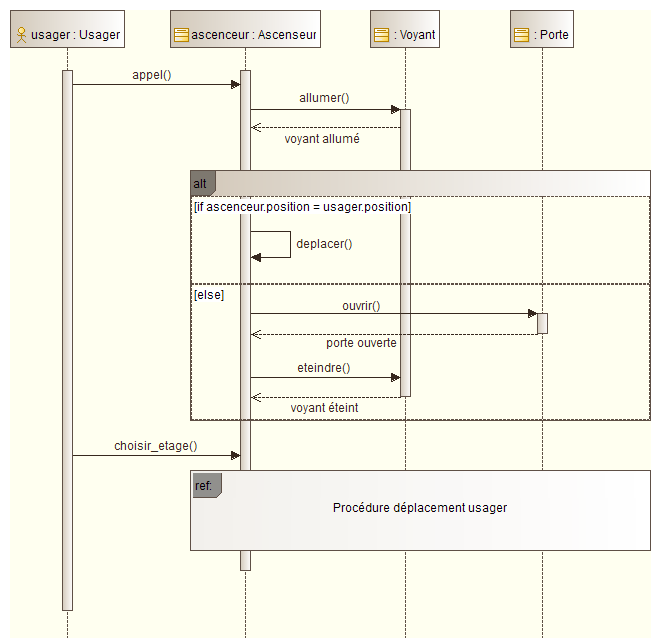 usager : Usager
ascenceur : Ascenseur
: Voyant
: Porte
appel()
allumer()
voyant allumé
alt
[if ascenceur.position = usager.position]
deplacer()
[else]
ouvrir()
porte ouverte
eteindre()
voyant éteint
choisir_etage()
ref:
Procédure déplacement usager